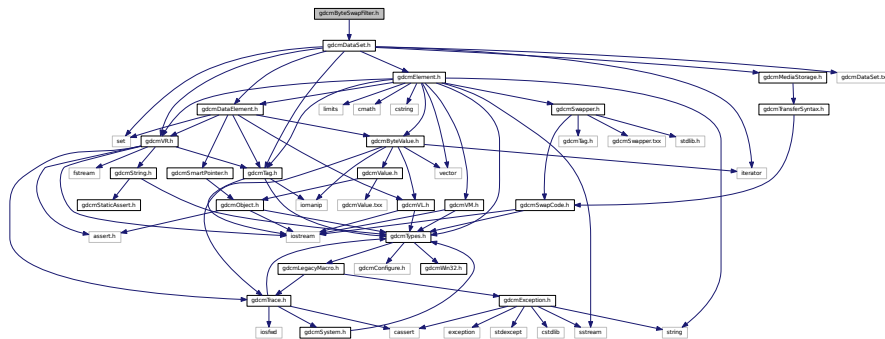 gdcmByteSwapFilter.h
gdcmDataSet.h
gdcmElement.h
gdcmMediaStorage.h
gdcmDataSet.tx
gdcmDataElement.h
limits
cmath
cstring
gdcmSwapper.h
gdcmTransferSyntax.h
set
gdcmVR.h
gdcmByteValue.h
gdcmTag.h
gdcmSwapper.txx
stdlib.h
fstream
gdcmString.h
gdcmSmartPointer.h
gdcmTag.h
gdcmValue.h
vector
iterator
gdcmStaticAssert.h
gdcmObject.h
iomanip
gdcmValue.txx
gdcmVL.h
gdcmVM.h
gdcmSwapCode.h
assert.h
iostream
gdcmTypes.h
gdcmLegacyMacro.h
gdcmConfigure.h
gdcmWin32.h
gdcmTrace.h
gdcmException.h
iosfwd
gdcmSystem.h
cassert
exception
stdexcept
cstdlib
sstream
string